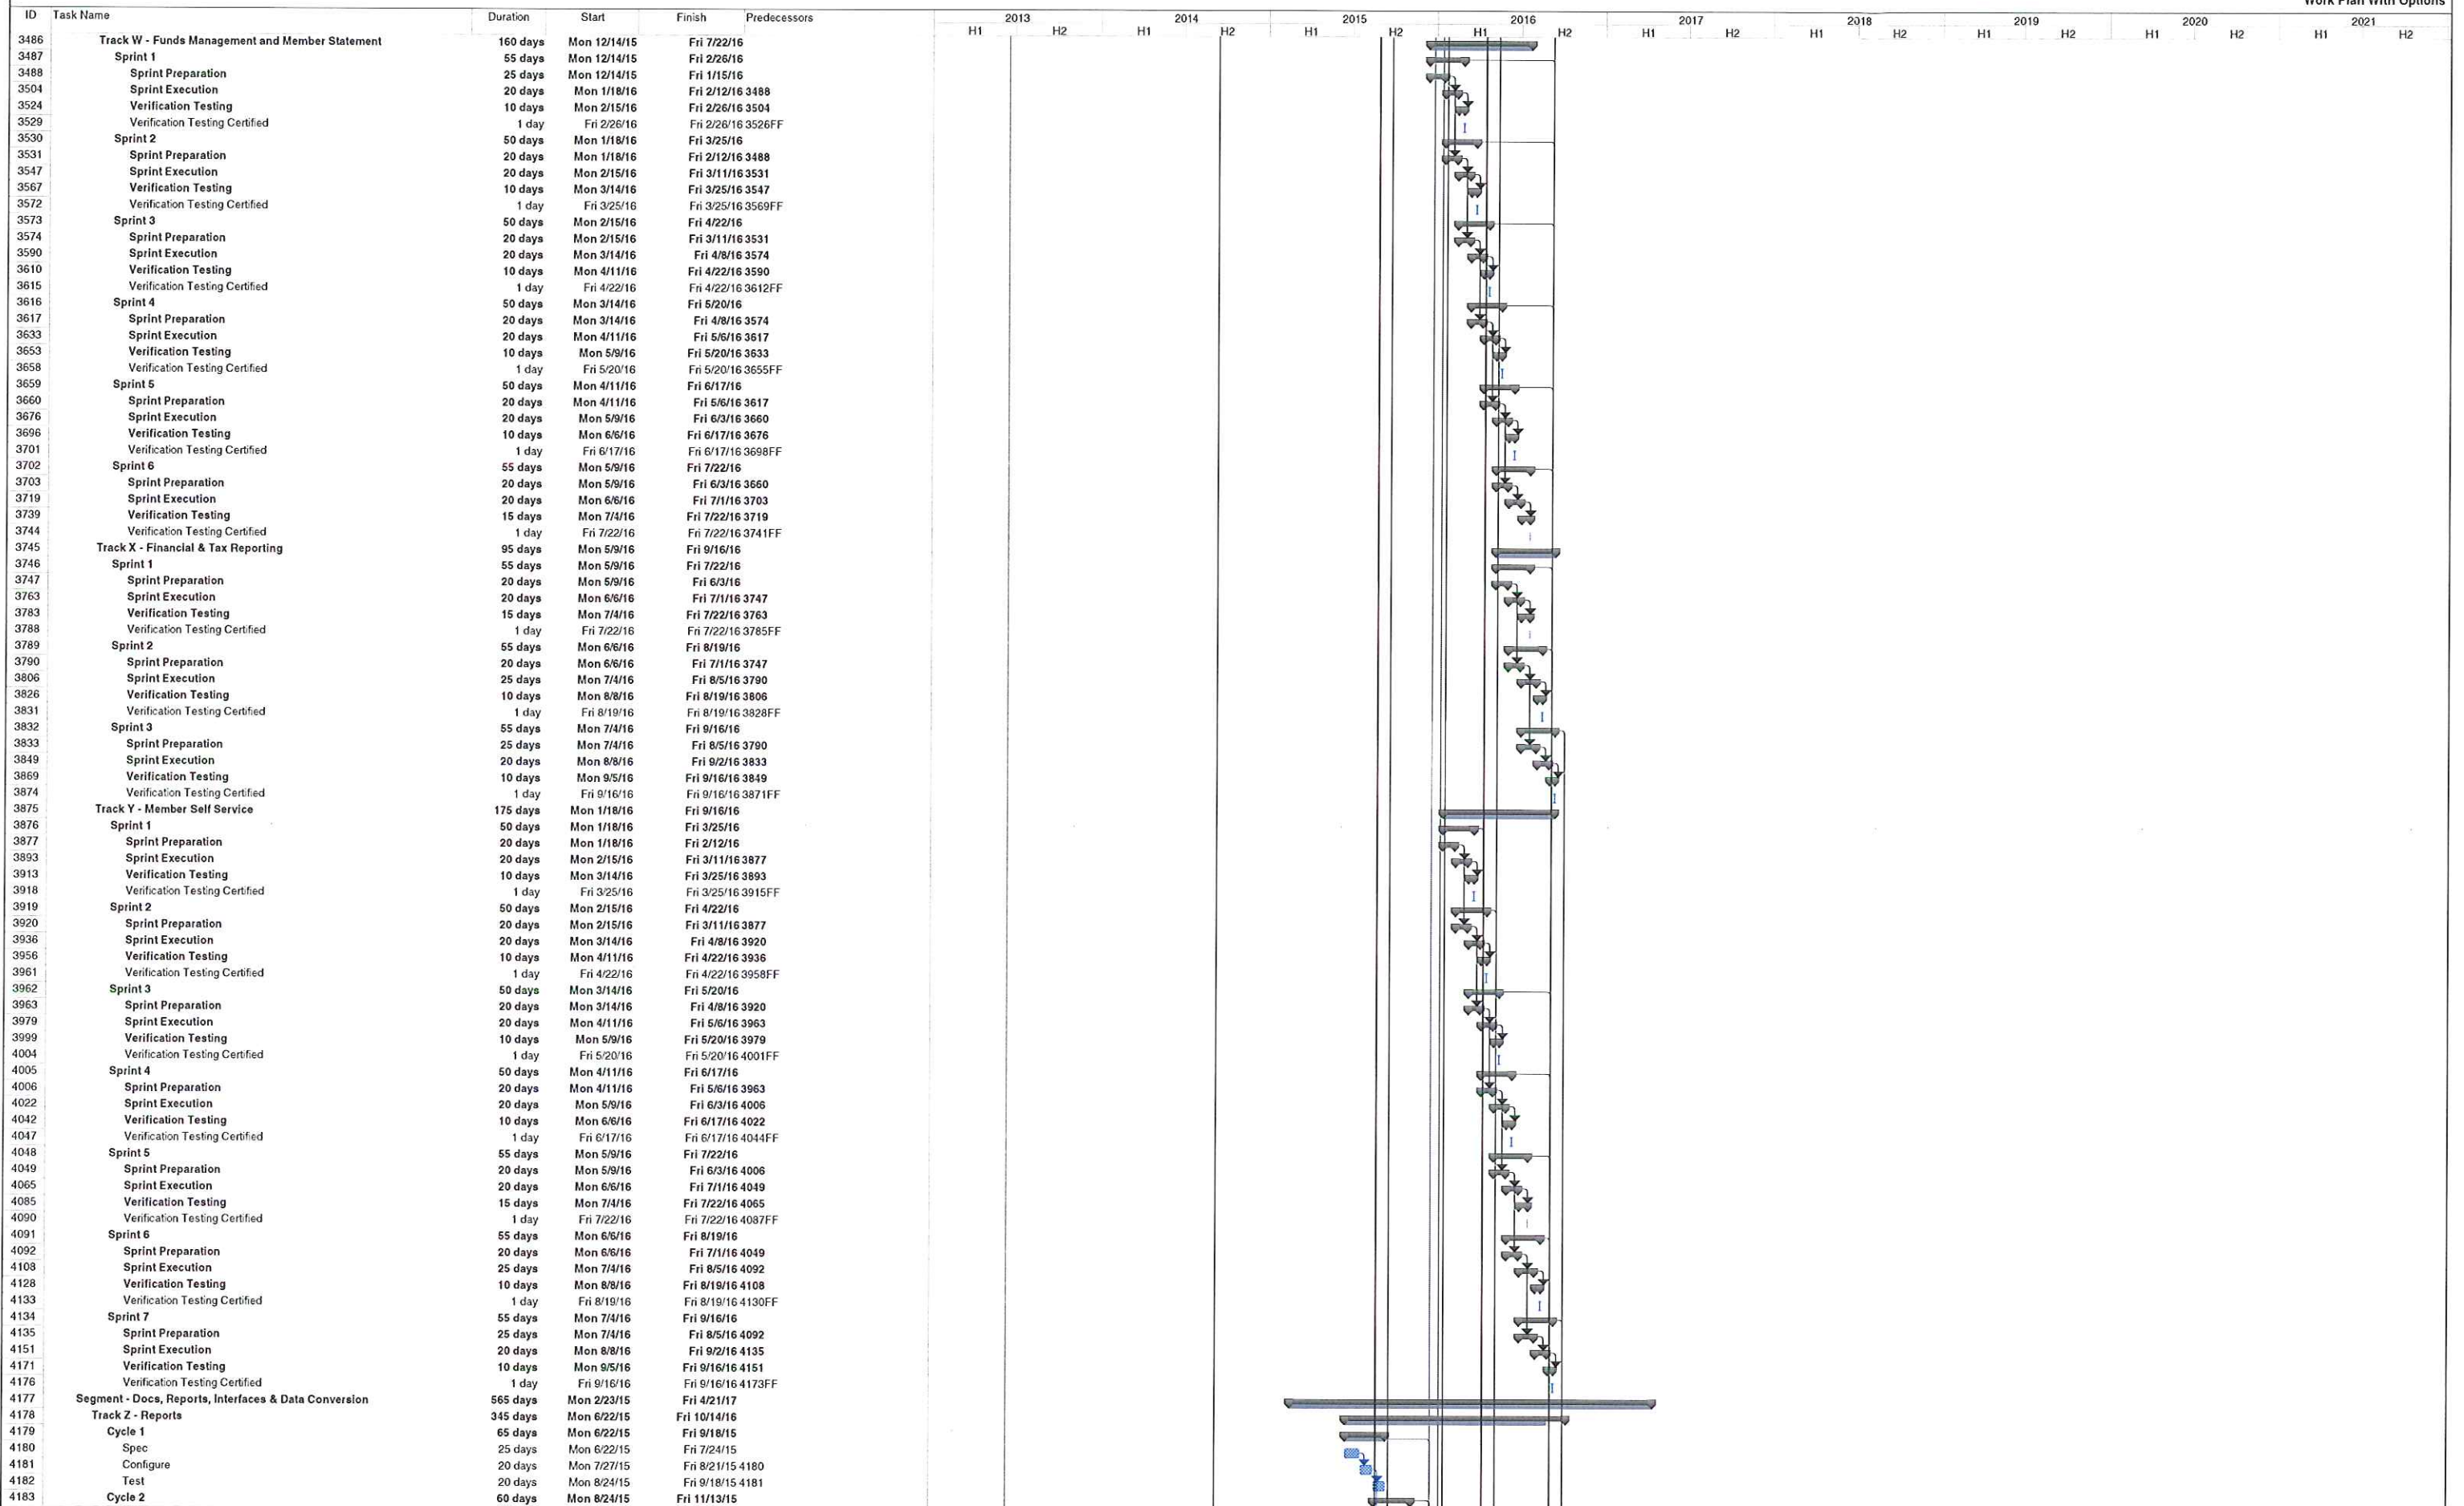 Work Plan With Options
ID Task Name Duration Start Finish Predecessors 2013 2014 2015 2016 2017 2018 2019 2020 2021
H1 H2 H1 H2 H1 H2 H1 H2 H1 H2 H1 H2 H1 H2 H1 H2 H1 H2
3486 Track W - Funds Management and Member Statement 160 days Mon 12/14/15 Fri 7/22/16
3487 Sprint 1 55 days Mon 12/14/15 Fri 2/26/16
3488 Sprint Preparation 25 days Mon 12/14/15 Fri 1/15/16
3504 Sprint Execution 20 days Mon 1/18/16 Fri 2/12/16 3488
3524 Verification Testing 10 days Mon 2/15/16 Fri 2/26/16 3504
3529 Verification Testing Certified 1 day Fri 2/26/16 Fri 2/26/16 3526FF
3530 Sprint 2 50 days Mon 1/18/16 Fri 3/25/16
3531 Sprint Preparation 20 days Mon 1/18/16 Fri 2/12/16 3488
3547 Sprint Execution 20 days Mon 2/15/16 Fri 3/11/16 3531
3567 Verification Testing 10 days Mon 3/14/16 Fri 3/25/16 3547
3572 Verification Testing Certified 1 day Fri 3/25/16 Fri 3/25/16 3569FF
3573 Sprint 3 50 days Mon 2/15/16 Fri 4/22/16
3574 Sprint Preparation 20 days Mon 2/15/16 Fri 3/11/16 3531
3590 Sprint Execution 20 days Mon 3/14/16 Fri 4/8/16 3574
3610 Verification Testing 10 days Mon 4/11/16 Fri 4/22/16 3590
3615 Verification Testing Certified 1 day Fri 4/22/16 Fri 4/22/16 3612FF
3616 Sprint 4 50 days Mon 3/14/16 Fri 5/20/16
3617 Sprint Preparation 20 days Mon 3/14/16 Fri 4/8/16 3574
3633 Sprint Execution 20 days Mon 4/11/16 Fri 5/6/16 3617
3653 Verification Testing 10 days Mon 5/9/16 Fri 5/20/16 3633
3658 Verification Testing Certified 1 day Fri 5/20/16 Fri 5/20/16 3655FF
3659 Sprint 5 50 days Mon 4/11/16 Fri 6/17/16
3660 Sprint Preparation 20 days Mon 4/11/16 Fri 5/6/16 3617
3676 Sprint Execution 20 days Mon 5/9/16 Fri 6/3/16 3660
3696 Verification Testing 10 days Mon 6/6/16 Fri 6/17/16 3676
3701 Verification Testing Certified 1 day Fri 6/17/16 Fri 6/17/16 3698FF
3702 Sprint 6 55 days Mon 5/9/16 Fri 7/22/16
3703 Sprint Preparation 20 days Mon 5/9/16 Fri 6/3/16 3660
3719 Sprint Execution 20 days Mon 6/6/16 Fri 7/1/16 3703
3739 Verification Testing 15 days Mon 7/4/16 Fri 7/22/16 3719
3744 Verification Testing Certified 1 day Fri 7/22/16 Fri 7/22/16 3741FF
3745 Track X - Financial & Tax Reporting 95 days Mon 5/9/16 Fri 9/16/16
3746 Sprint 1 55 days Mon 5/9/16 Fri 7/22/16
3747 Sprint Preparation 20 days Mon 5/9/16 Fri 6/3/16
3763 Sprint Execution 20 days Mon 6/6/16 Fri 7/1/16 3747
3783 Verification Testing 15 days Mon 7/4/16 Fri 7/22/16 3763
3788 Verification Testing Certified 1 day Fri 7/22/16 Fri 7/22/16 3785FF
3789 Sprint 2 55 days Mon 6/6/16 Fri 8/19/16
3790 Sprint Preparation 20 days Mon 6/6/16 Fri 7/1/16 3747
3806 Sprint Execution 25 days Mon 7/4/16 Fri 8/5/16 3790
3826 Verification Testing 10 days Mon 8/8/16 Fri 8/19/16 3806
3831 Verification Testing Certified 1 day Fri 8/19/16 Fri 8/19/16 3828FF
3832 Sprint 3 55 days Mon 7/4/16 Fri 9/16/16
3833 Sprint Preparation 25 days Mon 7/4/16 Fri 8/5/16 3790
3849 Sprint Execution 20 days Mon 8/8/16 Fri 9/2/16 3833
3869 Verification Testing 10 days Mon 9/5/16 Fri 9/16/16 3849
3874 Verification Testing Certified 1 day Fri 9/16/16 Fri 9/16/16 3871FF
3875 Track Y - Member Self Service 175 days Mon 1/18/16 Fri 9/16/16
3876 Sprint 1 50 days Mon 1/18/16 Fri 3/25/16
3877 Sprint Preparation 20 days Mon 1/18/16 Fri 2/12/16
3893 Sprint Execution 20 days Mon 2/15/16 Fri 3/11/16 3877
3913 Verification Testing 10 days Mon 3/14/16 Fri 3/25/16 3893
3918 Verification Testing Certified 1 day Fri 3/25/16 Fri 3/25/16 3915FF
3919 Sprint 2 50 days Mon 2/15/16 Fri 4/22/16
3920 Sprint Preparation 20 days Mon 2/15/16 Fri 3/11/16 3877
3936 Sprint Execution 20 days Mon 3/14/16 Fri 4/8/16 3920
3956 Verification Testing 10 days Mon 4/11/16 Fri 4/22/16 3936
3961 Verification Testing Certified 1 day Fri 4/22/16 Fri 4/22/16 3958FF
3962 Sprint 3 50 days Mon 3/14/16 Fri 5/20/16
3963 Sprint Preparation 20 days Mon 3/14/16 Fri 4/8/16 3920
3979 Sprint Execution 20 days Mon 4/11/16 Fri 5/6/16 3963
3999 Verification Testing 10 days Mon 5/9/16 Fri 5/20/16 3979
4004 Verification Testing Certified 1 day Fri 5/20/16 Fri 5/20/16 4001FF
4005 Sprint 4 50 days Mon 4/11/16 Fri 6/17/16
4006 Sprint Preparation 20 days Mon 4/11/16 Fri 5/6/16 3963
4022 Sprint Execution 20 days Mon 5/9/16 Fri 6/3/16 4006
4042 Verification Testing 10 days Mon 6/6/16 Fri 6/17/16 4022
4047 Verification Testing Certified 1 day Fri 6/17/16 Fri 6/17/16 4044FF
4048 Sprint 5 55 days Mon 5/9/16 Fri 7/22/16
4049 Sprint Preparation 20 days Mon 5/9/16 Fri 6/3/16 4006
4065 Sprint Execution 20 days Mon 6/6/16 Fri 7/1/16 4049
4085 Verification Testing 15 days Mon 7/4/16 Fri 7/22/16 4065
4090 Verification Testing Certified 1 day Fri 7/22/16 Fri 7/22/16 4087FF
4091 Sprint 6 55 days Mon 6/6/16 Fri 8/19/16
4092 Sprint Preparation 20 days Mon 6/6/16 Fri 7/1/16 4049
4108 Sprint Execution 25 days Mon 7/4/16 Fri 8/5/16 4092
4128 Verification Testing 10 days Mon 8/8/16 Fri 8/19/16 4108
4133 Verification Testing Certified 1 day Fri 8/19/16 Fri 8/19/16 4130FF
4134 Sprint 7 55 days Mon 7/4/16 Fri 9/16/16
4135 Sprint Preparation 25 days Mon 7/4/16 Fri 8/5/16 4092
4151 Sprint Execution 20 days Mon 8/8/16 Fri 9/2/16 4135
4171 Verification Testing 10 days Mon 9/5/16 Fri 9/16/16 4151
4176 Verification Testing Certified 1 day Fri 9/16/16 Fri 9/16/16 4173FF
4177 Segment - Docs, Reports, Interfaces & Data Conversion 565 days Mon 2/23/15 Fri 4/21/17
4178 Track Z - Reports 345 days Mon 6/22/15 Fri 10/14/16
4179 Cycle 1 65 days Mon 6/22/15 Fri 9/18/15
4180 Spec 25 days Mon 6/22/15 Fri 7/24/15
4181 Configure 20 days Mon 7/27/15 Fri 8/21/15 4180
4182 Test 20 days Mon 8/24/15 Fri 9/18/15 4181
4183 Cycle 2 60 days Mon 8/24/15 Fri 11/13/15